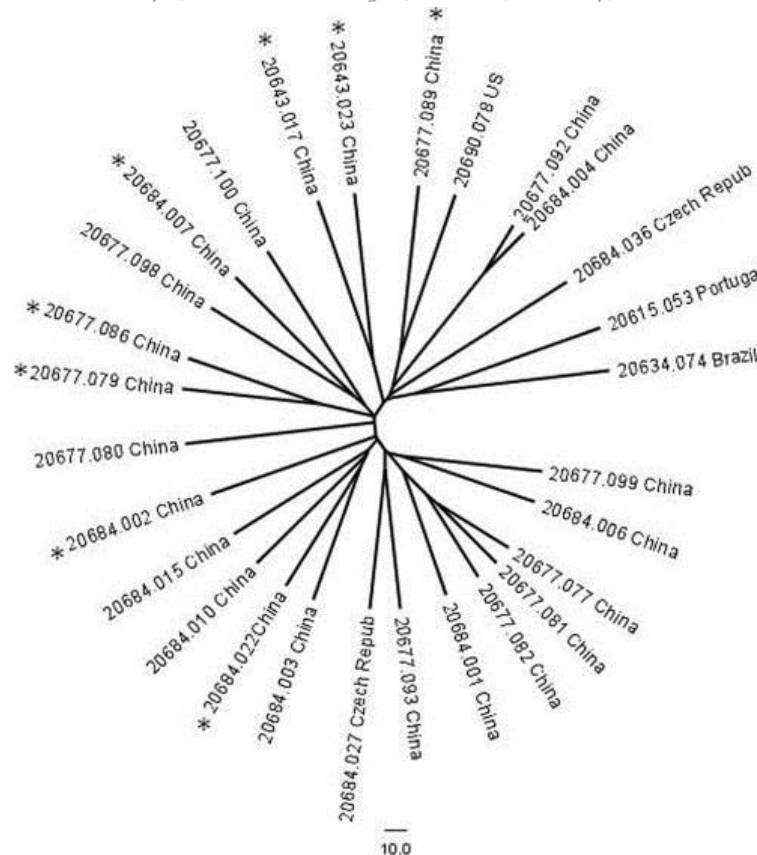 * 20643.017 China
* 20643.023 China
20677.089 China *
20690.078 US
20677.092 China
20684.004 China
20684.036 Czech Repub
20615.053 Portuga
20634.074 Brazil
20677.099 China
20684.006 China
20677.077 China
20677.081 China
20677.082 China
20684.001 China
20677.093 China
20684.027 Czech Repub
20684.003 China
* 20684.022China
20684.010 China
20684.015 China
* 20684.002 China
20677.080 China
* 20677.079 China
* 20677.086 China
20677.098 China
* 20684.007 China
20677.100 China
10.0